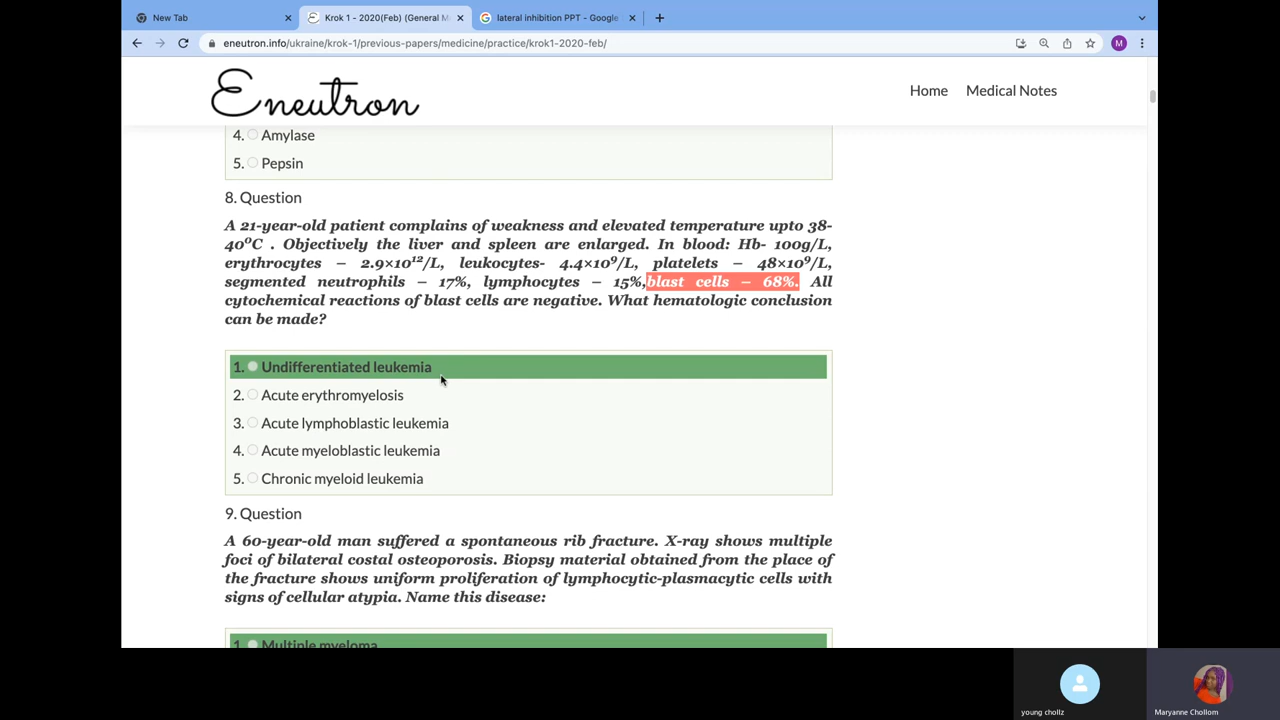 New Tab
Krok 1 - 2020(Feb) (General M
lateral inhibition PPT - Google
eneutron.info/ukraine/krok-1/previous-papers/medicine/practice/krok1-2020-feb/
M
Eneutron
Home Medical Notes
4. Amylase
5. Pepsin
8. Question
A 21-year-old patient complains of weakness and elevated temperature upto 38-
40⁰C . Objectively the liver and spleen are enlarged. In blood: Hb- 100g/L,
erythrocytes – 2.9×10¹²/L, leukocytes- 4.4×10⁹/L, platelets – 48×10⁹/L,
segmented neutrophils – 17%, lymphocytes – 15%,blast cells – 68%. All
cytochemical reactions of blast cells are negative. What hematologic conclusion
can be made?
1. Undifferentiated leukemia
2. Acute erythromyelosis
3. Acute lymphoblastic leukemia
4. Acute myeloblastic leukemia
5. Chronic myeloid leukemia
9. Question
A 60-year-old man suffered a spontaneous rib fracture. X-ray shows multiple
foci of bilateral costal osteoporosis. Biopsy material obtained from the place of
the fracture shows uniform proliferation of lymphocytic-plasmacytic cells with
signs of cellular atypia. Name this disease:
1. Multiple myeloma
young chollz
Maryanne Chollom